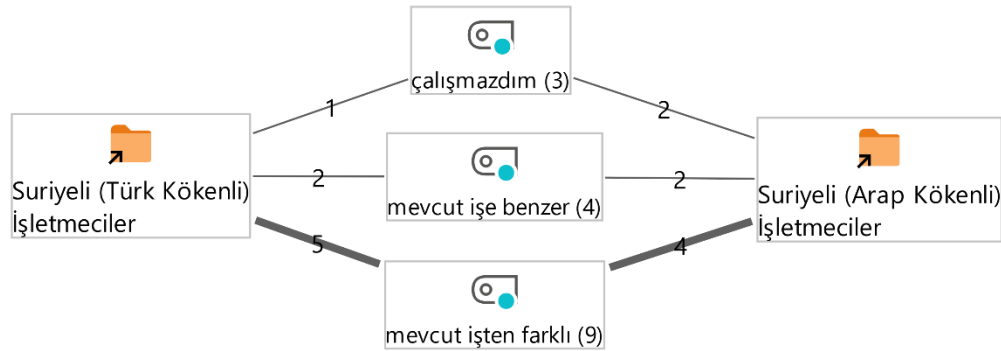 çalışmazdım (3)
1
2
Suriyeli (Türk Kökenli)
İşletmeciler
2
mevcut işe benzer (4)
2
Suriyeli (Arap Kökenli)
İşletmeciler
5
4
mevcut işten farklı (9)